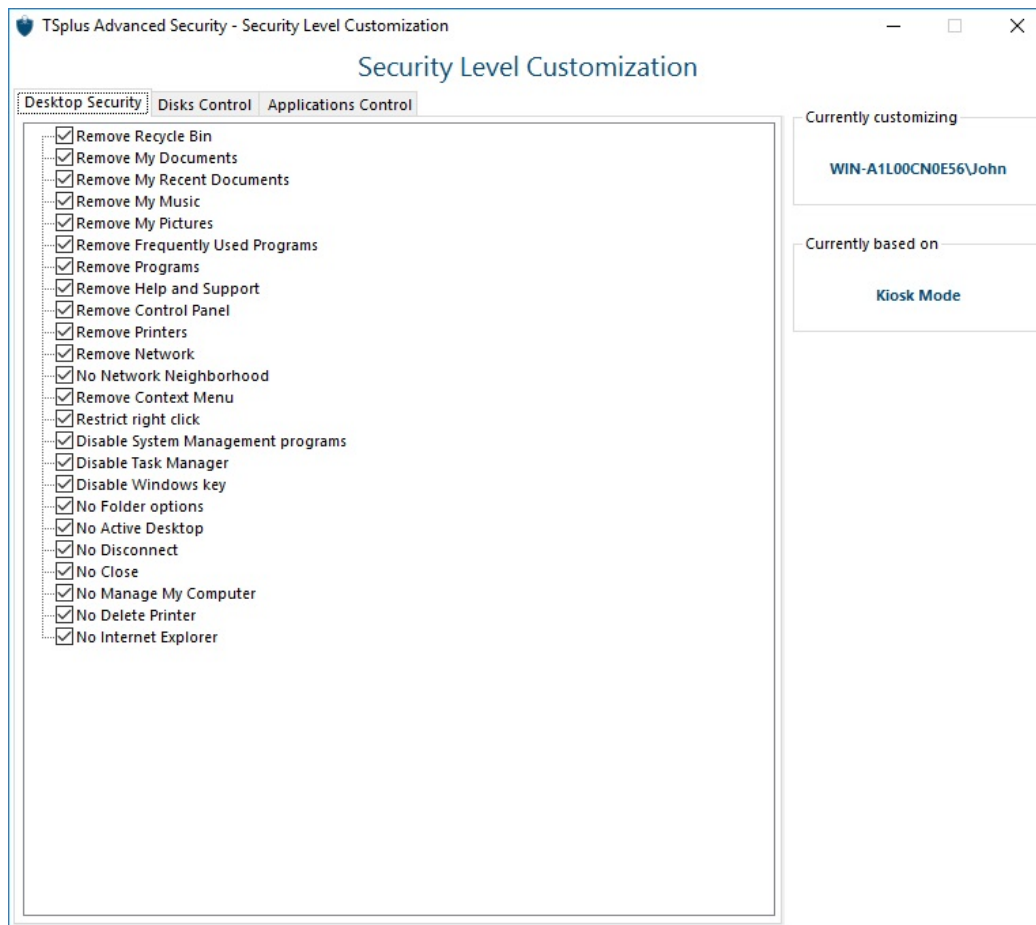 TSplus Advanced Security - Security Level Customization
Security Level Customization
Desktop Security
Disks Control
Applications Control
Remove Recycle Bin
Remove My Documents
Remove My Recent Documents
Remove My Music
Remove My Pictures
Remove Frequently Used Programs
Remove Programs
Remove Help and Support
Remove Control Panel
Remove Printers
Remove Network
No Network Neighborhood
Remove Context Menu
Restrict right click
Disable System Management programs
Disable Task Manager
Disable Windows key
No Folder options
No Active Desktop
No Disconnect
No Close
No Manage My Computer
No Delete Printer
No Internet Explorer
Currently customizing
WIN-A1L00CN0E56\John
Currently based on
Kiosk Mode